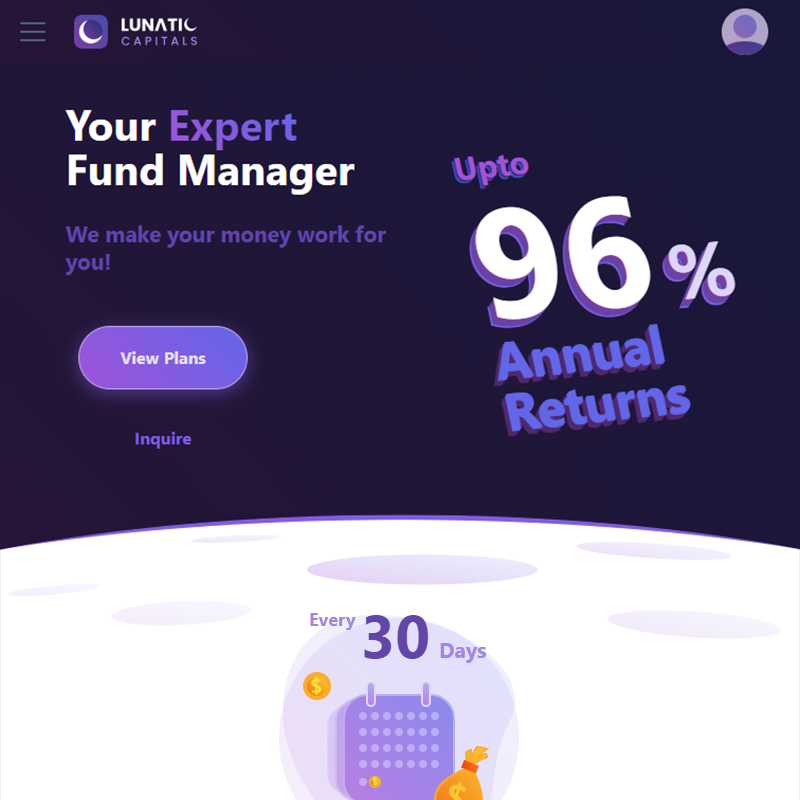 LUNATIC
CAPITALS
Your Expert
Fund Manager
We make your money work for
you!
View Plans
Inquire
Upto
96%
Annual
Returns
Every 30 Days
$
$
$